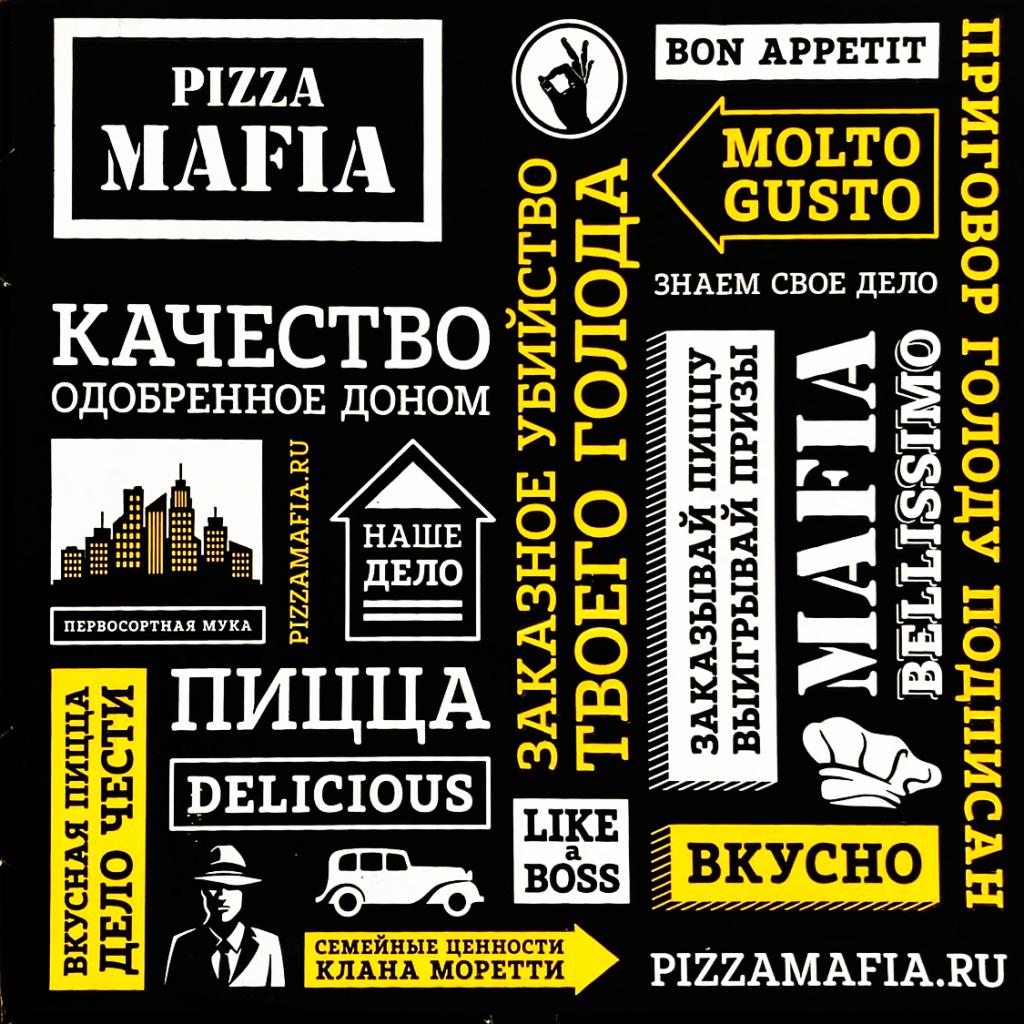 PIZZA
MAFIA
КАЧЕСТВО
ОДОБРЕННОЕ ДОНОМ
PIZZAMAFIA.RU
НАШЕ
ДЕЛО
ПЕРВОСОРТНАЯ МУКА
ВКУСНАЯ ПИЦЦА
ДЕЛО ЧЕСТИ
ПИЦЦА
DELICIOUS
СЕМЕЙНЫЕ ЦЕННОСТИ
КЛАНА МОРЕТТИ
ЗАКАЗНОЕ УБИЙСТВО
ТВОЕГО ГОЛОДА
LIKE
a
BOSS
BON APPETIT
MOLTO
GUSTO
ЗНАЕМ СВОЕ ДЕЛО
ЗАКАЗЫВАЙ ПИЦЦУ
ВЫИГРЫВАЙ ПРИЗЫ
MAFIA
BELLISSIMO
ВКУСНО
PIZZAMAFIA.RU
ПРИГОВОР ГОЛОДУ ПОДПИСАН